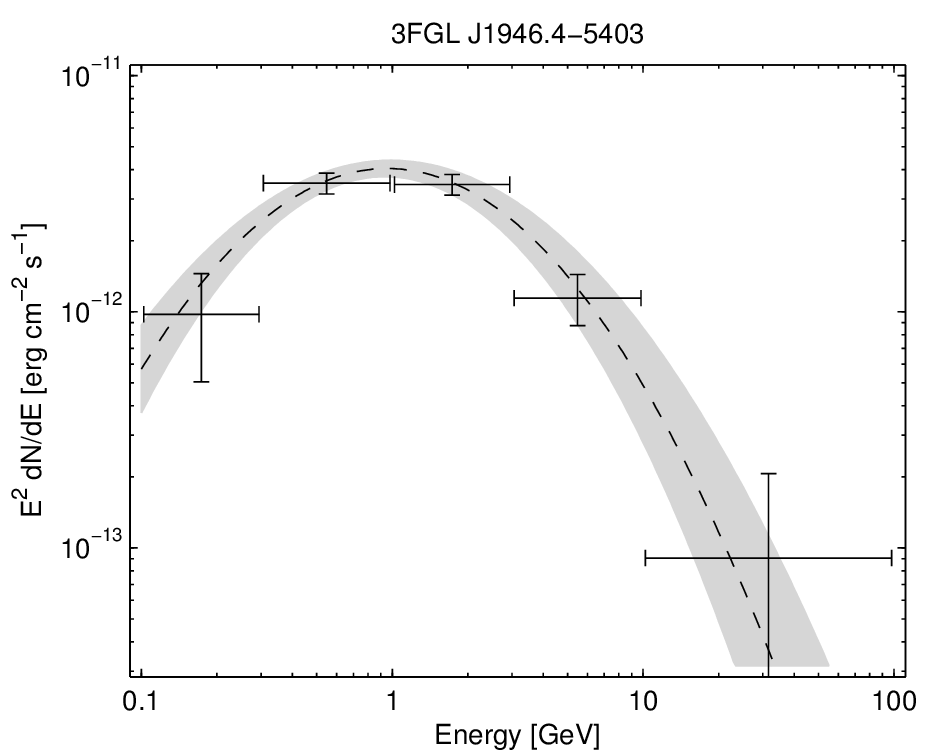 3FGL J1946.4−5403
10⁻¹¹
10⁻¹²
10⁻¹³
E² dN/dE [erg cm⁻² s⁻¹]
0.1 1 10 100
Energy [GeV]